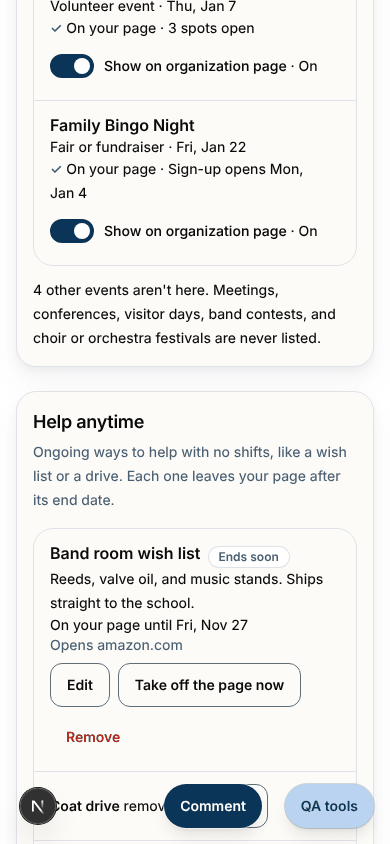 Volunteer event · Thu, Jan 7
✓ On your page · 3 spots open
Show on organization page · On
Family Bingo Night
Fair or fundraiser · Fri, Jan 22
✓ On your page · Sign-up opens Mon,
Jan 4
Show on organization page · On
4 other events aren't here. Meetings,
conferences, visitor days, band contests, and
choir or orchestra festivals are never listed.
Help anytime
Ongoing ways to help with no shifts, like a wish
list or a drive. Each one leaves your page after
its end date.
Band room wish list Ends soon
Reeds, valve oil, and music stands. Ships
straight to the school.
On your page until Fri, Nov 27
Opens amazon.com
Edit Take off the page now
Remove
N Coat drive Comment QA tools